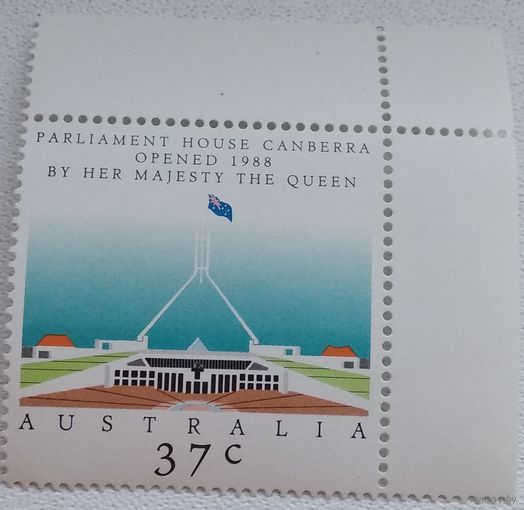 PARLIAMENT HOUSE CANBERRA
OPENED 1988
BY HER MAJESTY THE QUEEN
AUSTRALIA
37c